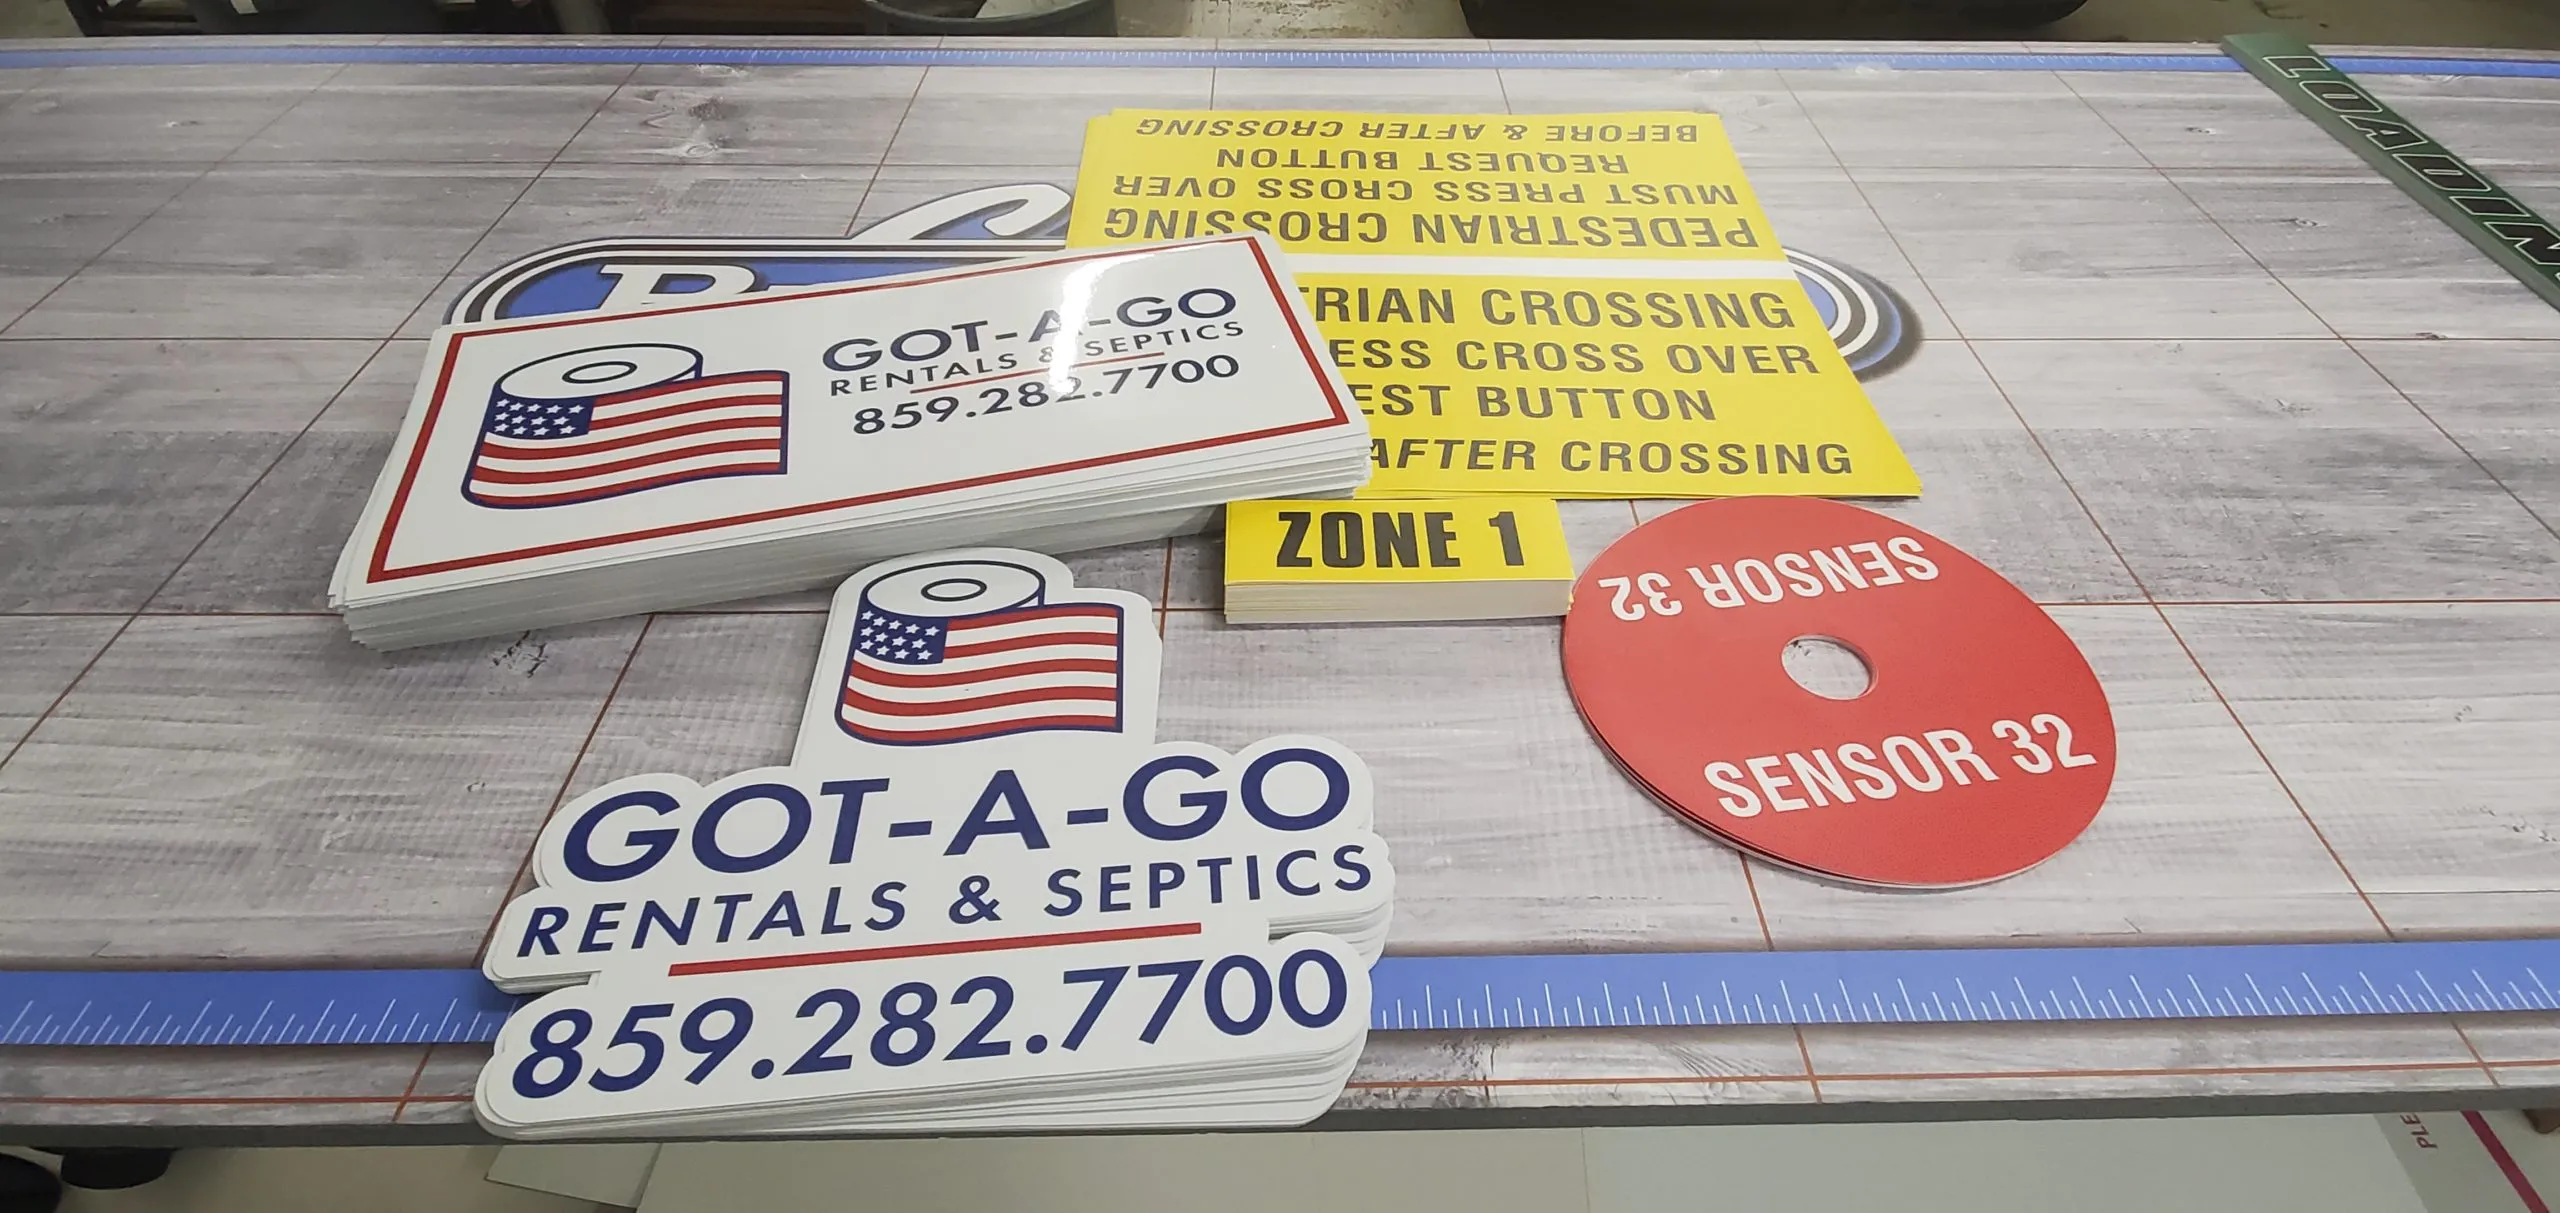 BEFORE & AFTER CROSSING
REQUEST BUTTON
MUST PRESS CROSS OVER
PEDESTRIAN CROSSING
TRIAN CROSSING
ESS CROSS OVER
EST BUTTON
AFTER CROSSING
GOT-A-GO
RENTALS & SEPTICS
859.282.7700
ZONE 1
SENSOR 32
SENSOR 32
GOT-A-GO
RENTALS & SEPTICS
859.282.7700
LOADIN
PLE